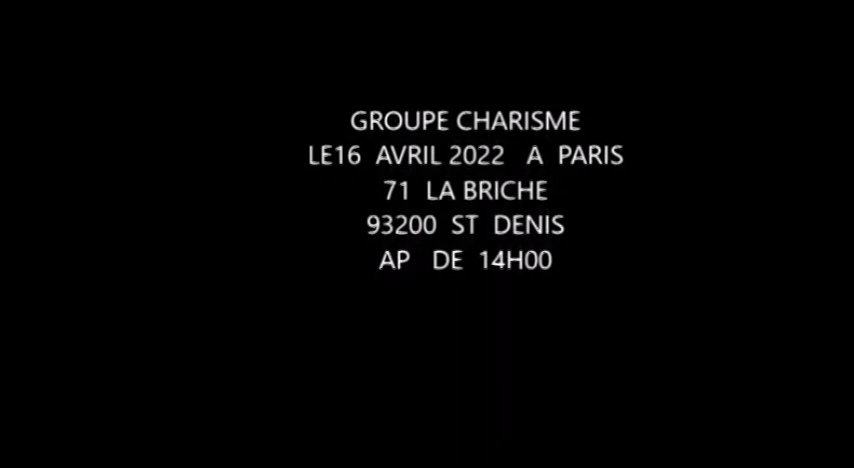 GROUPE CHARISME
LE16 AVRIL 2022 A PARIS
71 LA BRICHE
93200 ST DENIS
AP DE 14H00